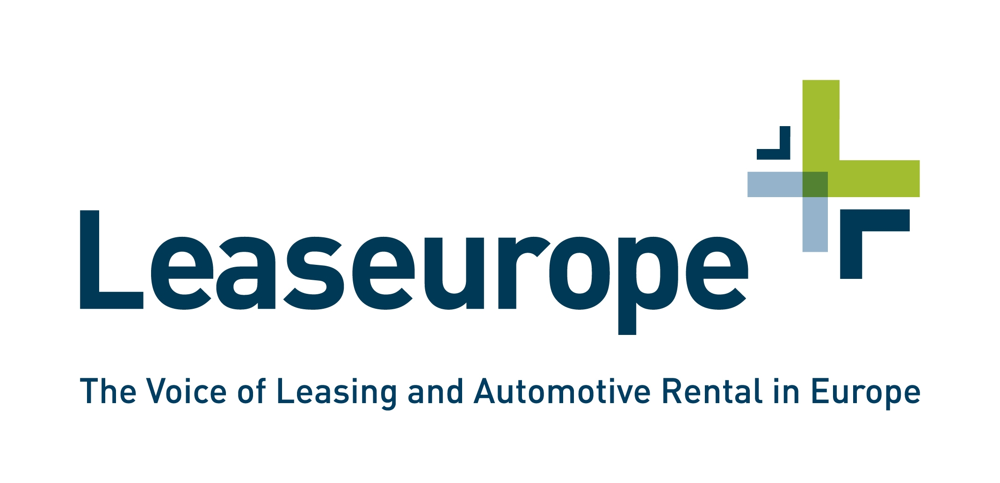 Leaseurope
The Voice of Leasing and Automotive Rental in Europe